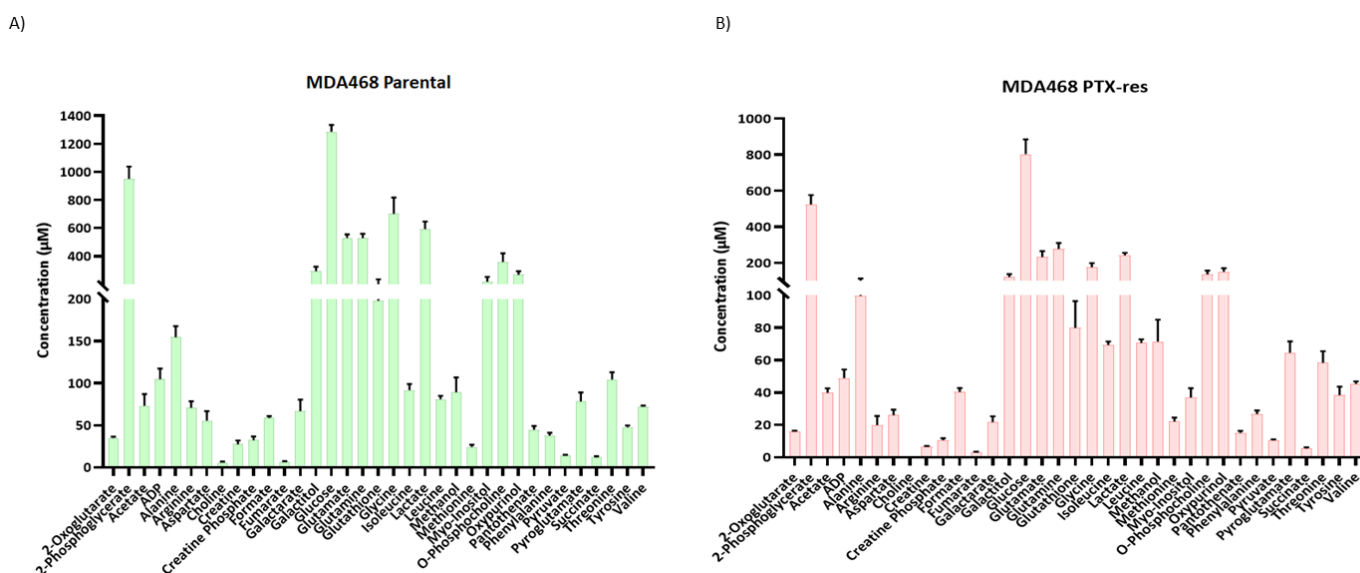 A)
MDA468 Parental
Concentration (µM)
1400
1200
1000
800
600
400
200
150
100
50
0
2-Oxoglutarate
2-Phosphoglycerate
Acetate
ADP
Alanine
Arginine
Aspartate
Choline
Creatine
Creatine Phosphate
Formate
Fumarate
Galactarate
Galactitol
Glucose
Glutamate
Glutamine
Glutathione
Glycine
Isoleucine
Lactate
Leucine
Methanol
Methionine
Myo-Inositol
O-Phosphocholine
Oxypurinol
Pantothenate
Phenylalanine
Pyruvate
Pyroglutamate
Succinate
Threonine
Tyrosine
Valine
B)
MDA468 PTX-res
Concentration (µM)
1000
800
600
400
200
100
80
60
40
20
0
2-Oxoglutarate
2-Phosphoglycerate
Acetate
ADP
Alanine
Arginine
Aspartate
Choline
Creatine
Creatine Phosphate
Formate
Fumarate
Galactarate
Galactitol
Glucose
Glutamate
Glutamine
Glutathione
Glycine
Isoleucine
Lactate
Leucine
Methanol
Methionine
Myo-Inositol
O-Phosphocholine
Oxypurinol
Pantothenate
Phenylalanine
Pyruvate
Pyroglutamate
Succinate
Threonine
Tyrosine
Valine